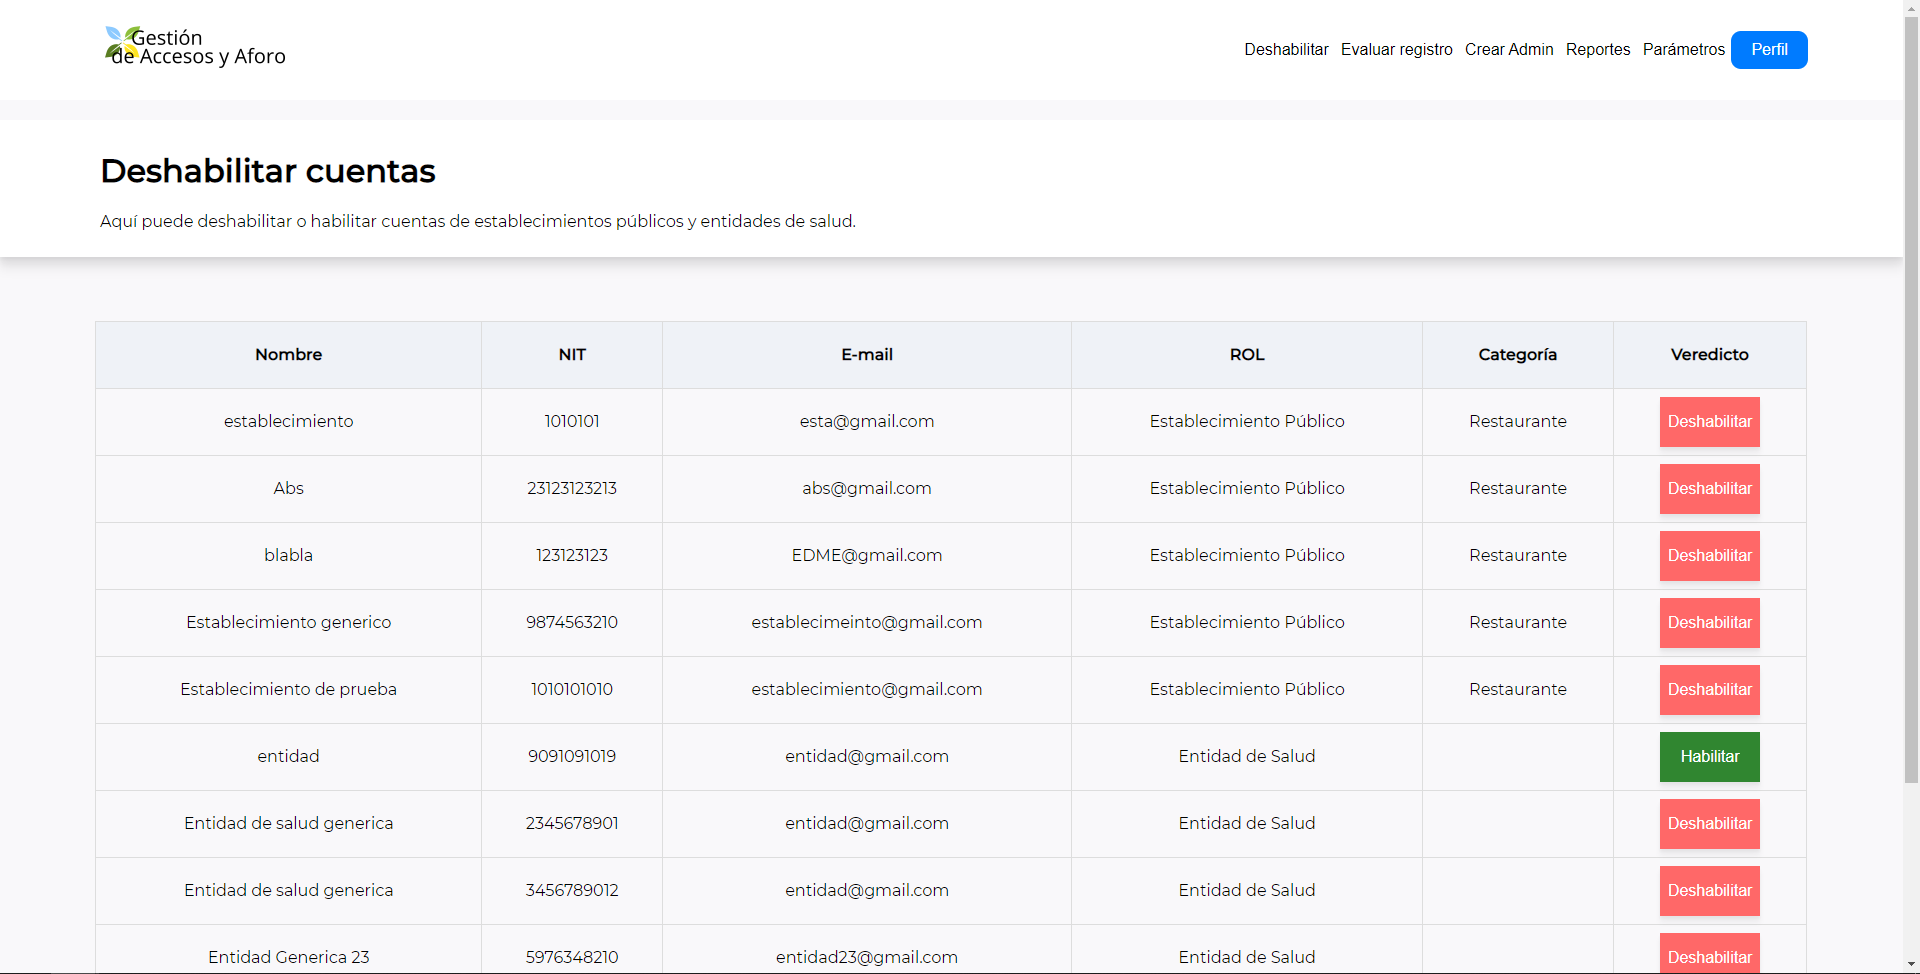 Gestión
de Accesos y Aforo
Deshabilitar Evaluar registro Crear Admin Reportes Parámetros Perfil
Deshabilitar cuentas
Aquí puede deshabilitar o habilitar cuentas de establecimientos públicos y entidades de salud.
Nombre NIT E-mail ROL Categoría Veredicto
establecimiento 1010101 esta@gmail.com Establecimiento Público Restaurante Deshabilitar
Abs 23123123213 abs@gmail.com Establecimiento Público Restaurante Deshabilitar
blabla 123123123 EDME@gmail.com Establecimiento Público Restaurante Deshabilitar
Establecimiento generico 9874563210 establecimeinto@gmail.com Establecimiento Público Restaurante Deshabilitar
Establecimiento de prueba 1010101010 establecimiento@gmail.com Establecimiento Público Restaurante Deshabilitar
entidad 9091091019 entidad@gmail.com Entidad de Salud Habilitar
Entidad de salud generica 2345678901 entidad@gmail.com Entidad de Salud Deshabilitar
Entidad de salud generica 3456789012 entidad@gmail.com Entidad de Salud Deshabilitar
Entidad Generica 23 5976348210 entidad23@gmail.com Entidad de Salud Deshabilitar